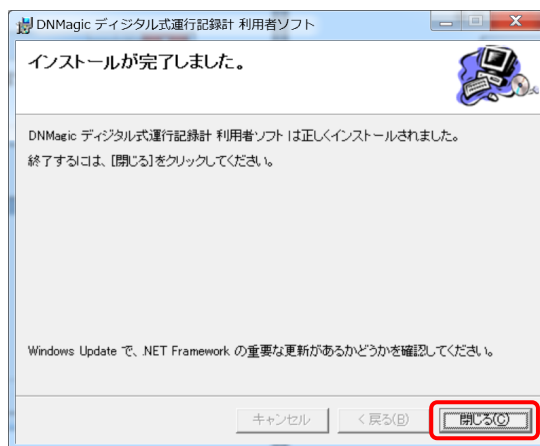 DNMagic ディジタル式運行記録計 利用者ソフト
インストールが完了しました。
DNMagic ディジタル式運行記録計 利用者ソフト は正しくインストールされました。
終了するには、[閉じる]をクリックしてください。
Windows Update で、.NET Framework の重要な更新があるかどうかを確認してください。
キャンセル
< 戻る(B)
閉じる(C)